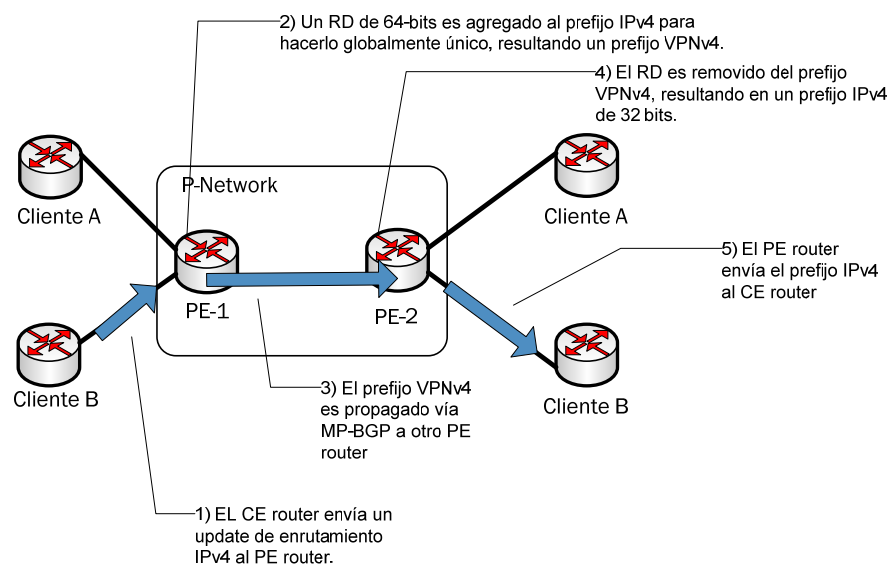 2) Un RD de 64-bits es agregado al prefijo IPv4 para
hacerlo globalmente único, resultando un prefijo VPNv4.
4) El RD es removido del prefijo
VPNv4, resultando en un prefijo IPv4
de 32 bits.
P-Network
Cliente A
Cliente A
5) El PE router
envía el prefijo IPv4
al CE router
PE-1
PE-2
Cliente B
Cliente B
3) El prefijo VPNv4
es propagado vía
MP-BGP a otro PE
router
1) EL CE router envía un
update de enrutamiento
IPv4 al PE router.